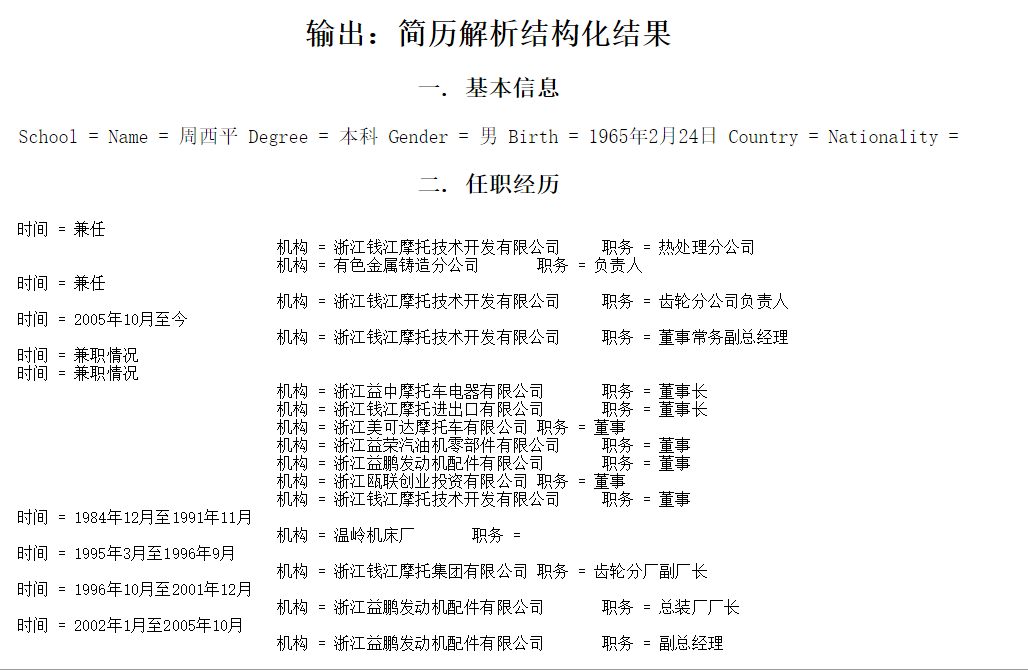 输出: 简历解析结构化结果
一. 基本信息
School = Name = 周西平 Degree = 本科 Gender = 男 Birth = 1965年2月24日 Country = Nationality =
二. 任职经历
时间 = 兼任
机构 = 浙江钱江摩托技术开发有限公司 职务 = 热处理分公司
机构 = 有色金属铸造分公司 职务 = 负责人
时间 = 兼任
机构 = 浙江钱江摩托技术开发有限公司 职务 = 齿轮分公司负责人
时间 = 2005年10月至今
机构 = 浙江钱江摩托技术开发有限公司 职务 = 董事常务副总经理
时间 = 兼职情况
时间 = 兼职情况
机构 = 浙江益中摩托车电器有限公司 职务 = 董事长
机构 = 浙江钱江摩托进出口有限公司 职务 = 董事长
机构 = 浙江美可达摩托车有限公司 职务 = 董事
机构 = 浙江益荣汽油机零部件有限公司 职务 = 董事
机构 = 浙江益鹏发动机配件有限公司 职务 = 董事
机构 = 浙江瓯联创业投资有限公司 职务 = 董事
机构 = 浙江钱江摩托技术开发有限公司 职务 = 董事
时间 = 1984年12月至1991年11月
机构 = 温岭机床厂 职务 =
时间 = 1995年3月至1996年9月
机构 = 浙江钱江摩托集团有限公司 职务 = 齿轮分厂副厂长
时间 = 1996年10月至2001年12月
机构 = 浙江益鹏发动机配件有限公司 职务 = 总装厂厂长
时间 = 2002年1月至2005年10月
机构 = 浙江益鹏发动机配件有限公司 职务 = 副总经理